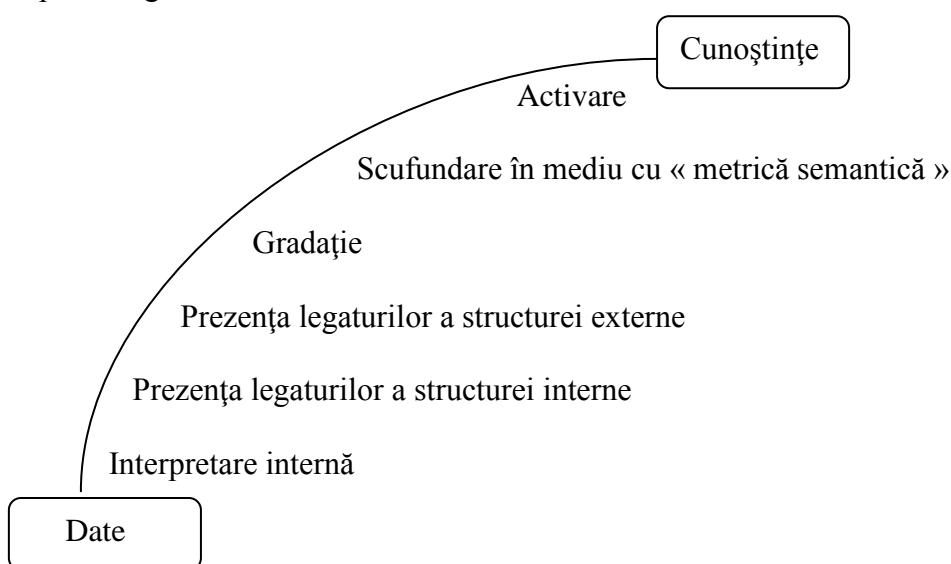 Cunoştinţe
Activare
Scufundare în mediu cu « metrică semantică »
Gradaţie
Prezenţa legaturilor a structurei externe
Prezenţa legaturilor a structurei interne
Interpretare internă
Date